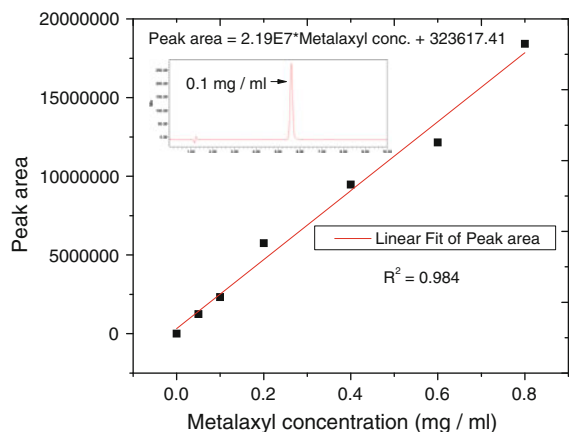 Peak area = 2.19E7*Metalaxyl conc. + 323617.41
0.1 mg / ml
20000000
15000000
10000000
5000000
0
Peak area
Linear Fit of Peak area
R² = 0.984
0.0 0.2 0.4 0.6 0.8
Metalaxyl concentration (mg / ml)